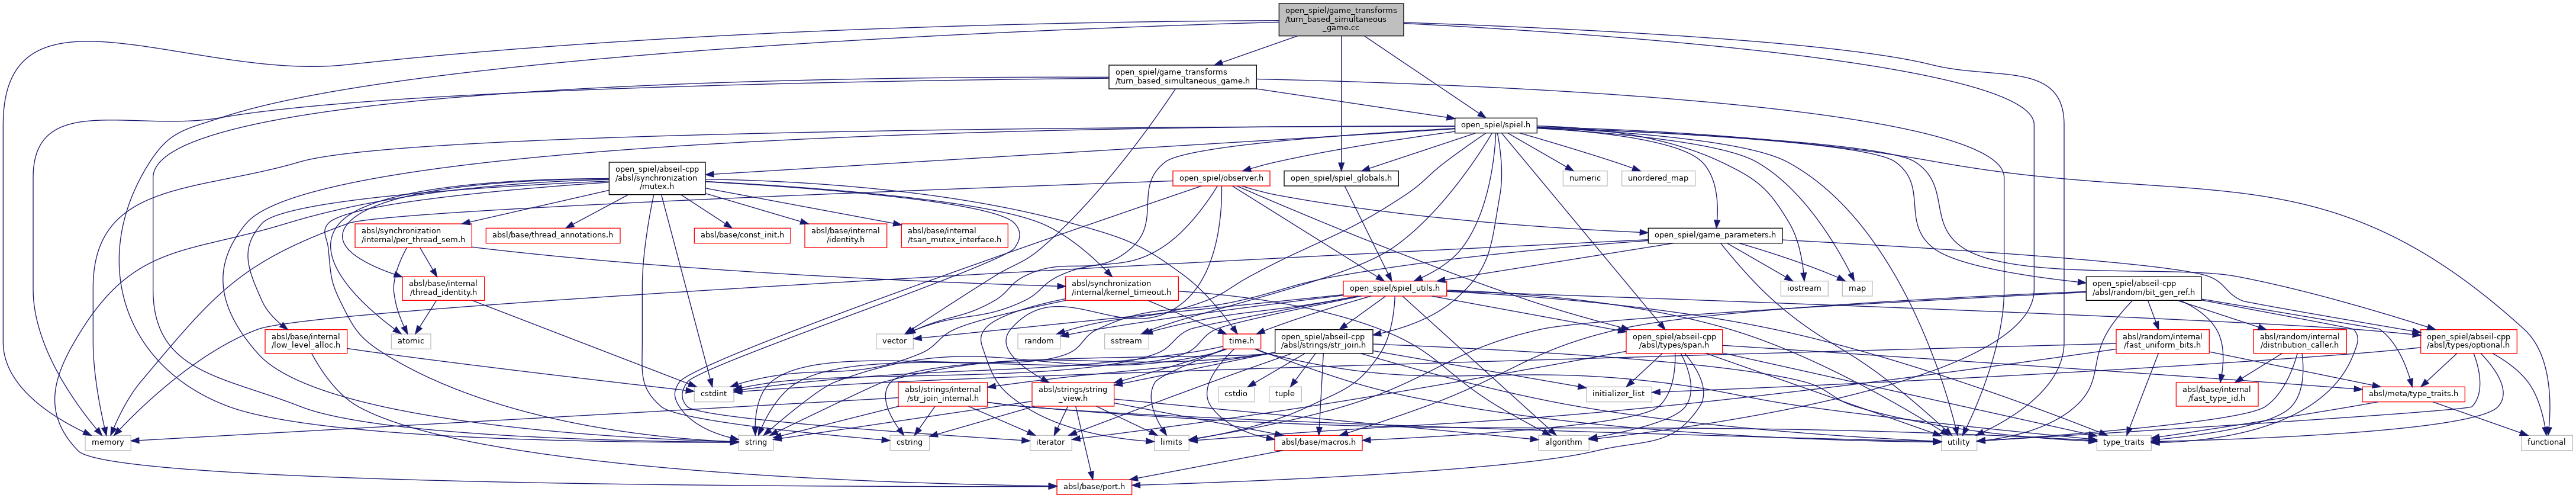 open_spiel/game_transforms
/turn_based_simultaneous
_game.cc
open_spiel/game_transforms
/turn_based_simultaneous_game.h
open_spiel/spiel.h
open_spiel/abseil-cpp
/absl/synchronization
/mutex.h
open_spiel/observer.h
open_spiel/spiel_globals.h
numeric
unordered_map
absl/synchronization
/internal/per_thread_sem.h
absl/base/thread_annotations.h
absl/base/const_init.h
absl/base/internal
/identity.h
absl/base/internal
/tsan_mutex_interface.h
open_spiel/game_parameters.h
absl/base/internal
/thread_identity.h
absl/synchronization
/internal/kernel_timeout.h
open_spiel/spiel_utils.h
iostream
map
open_spiel/abseil-cpp
/absl/random/bit_gen_ref.h
absl/base/internal
/low_level_alloc.h
atomic
vector
random
sstream
time.h
open_spiel/abseil-cpp
/absl/strings/str_join.h
open_spiel/abseil-cpp
/absl/types/span.h
absl/random/internal
/fast_uniform_bits.h
absl/random/internal
/distribution_caller.h
open_spiel/abseil-cpp
/absl/types/optional.h
cstdint
absl/strings/internal
/str_join_internal.h
absl/strings/string
_view.h
cstdio
tuple
initializer_list
absl/base/internal
/fast_type_id.h
absl/meta/type_traits.h
memory
string
cstring
iterator
limits
absl/base/macros.h
algorithm
utility
type_traits
functional
absl/base/port.h